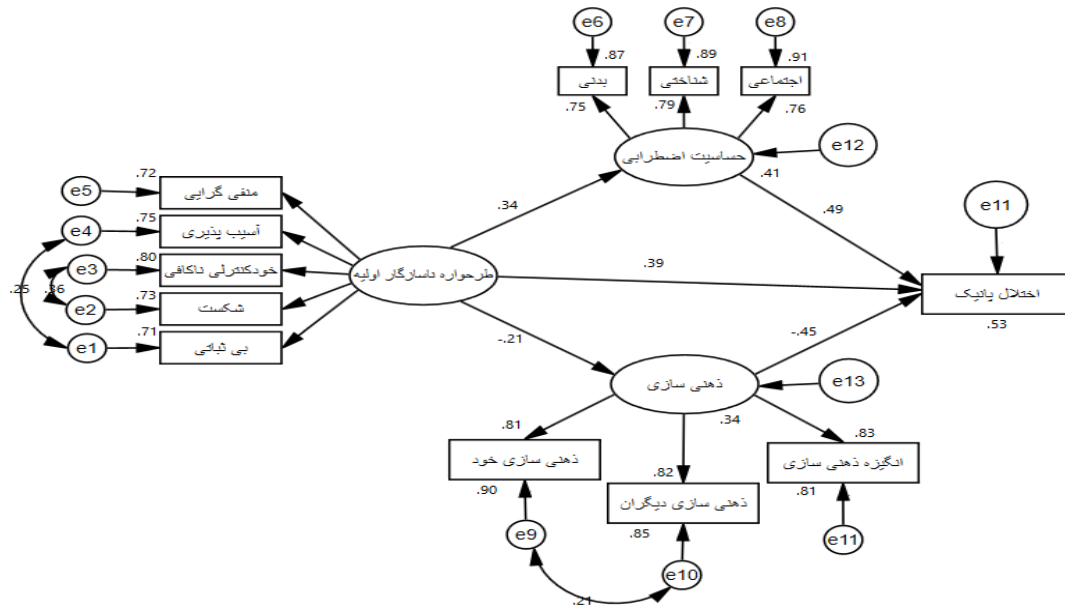 e6
e7
e8
.87
.89
.91
بدنی
شناختی
اجتماعی
.75
.79
.76
حساسیت اضطرابی
e12
.41
e5
.72
منفی گرایی
e4
.75
آسیب پذیری
e3
.80
خودکنترلی ناکافی
e2
.73
شکست
e1
.71
بی ثباتی
.25
.36
طرحواره ناسازگار اولیه
.34
.39
-.21
.49
-.45
e11
اختلال پانیک
.53
ذهنی سازی
e13
.34
.81
.82
.83
ذهنی سازی خود
.90
ذهنی سازی دیگران
.85
انگیزه ذهنی سازی
.81
e9
e10
e11
.21